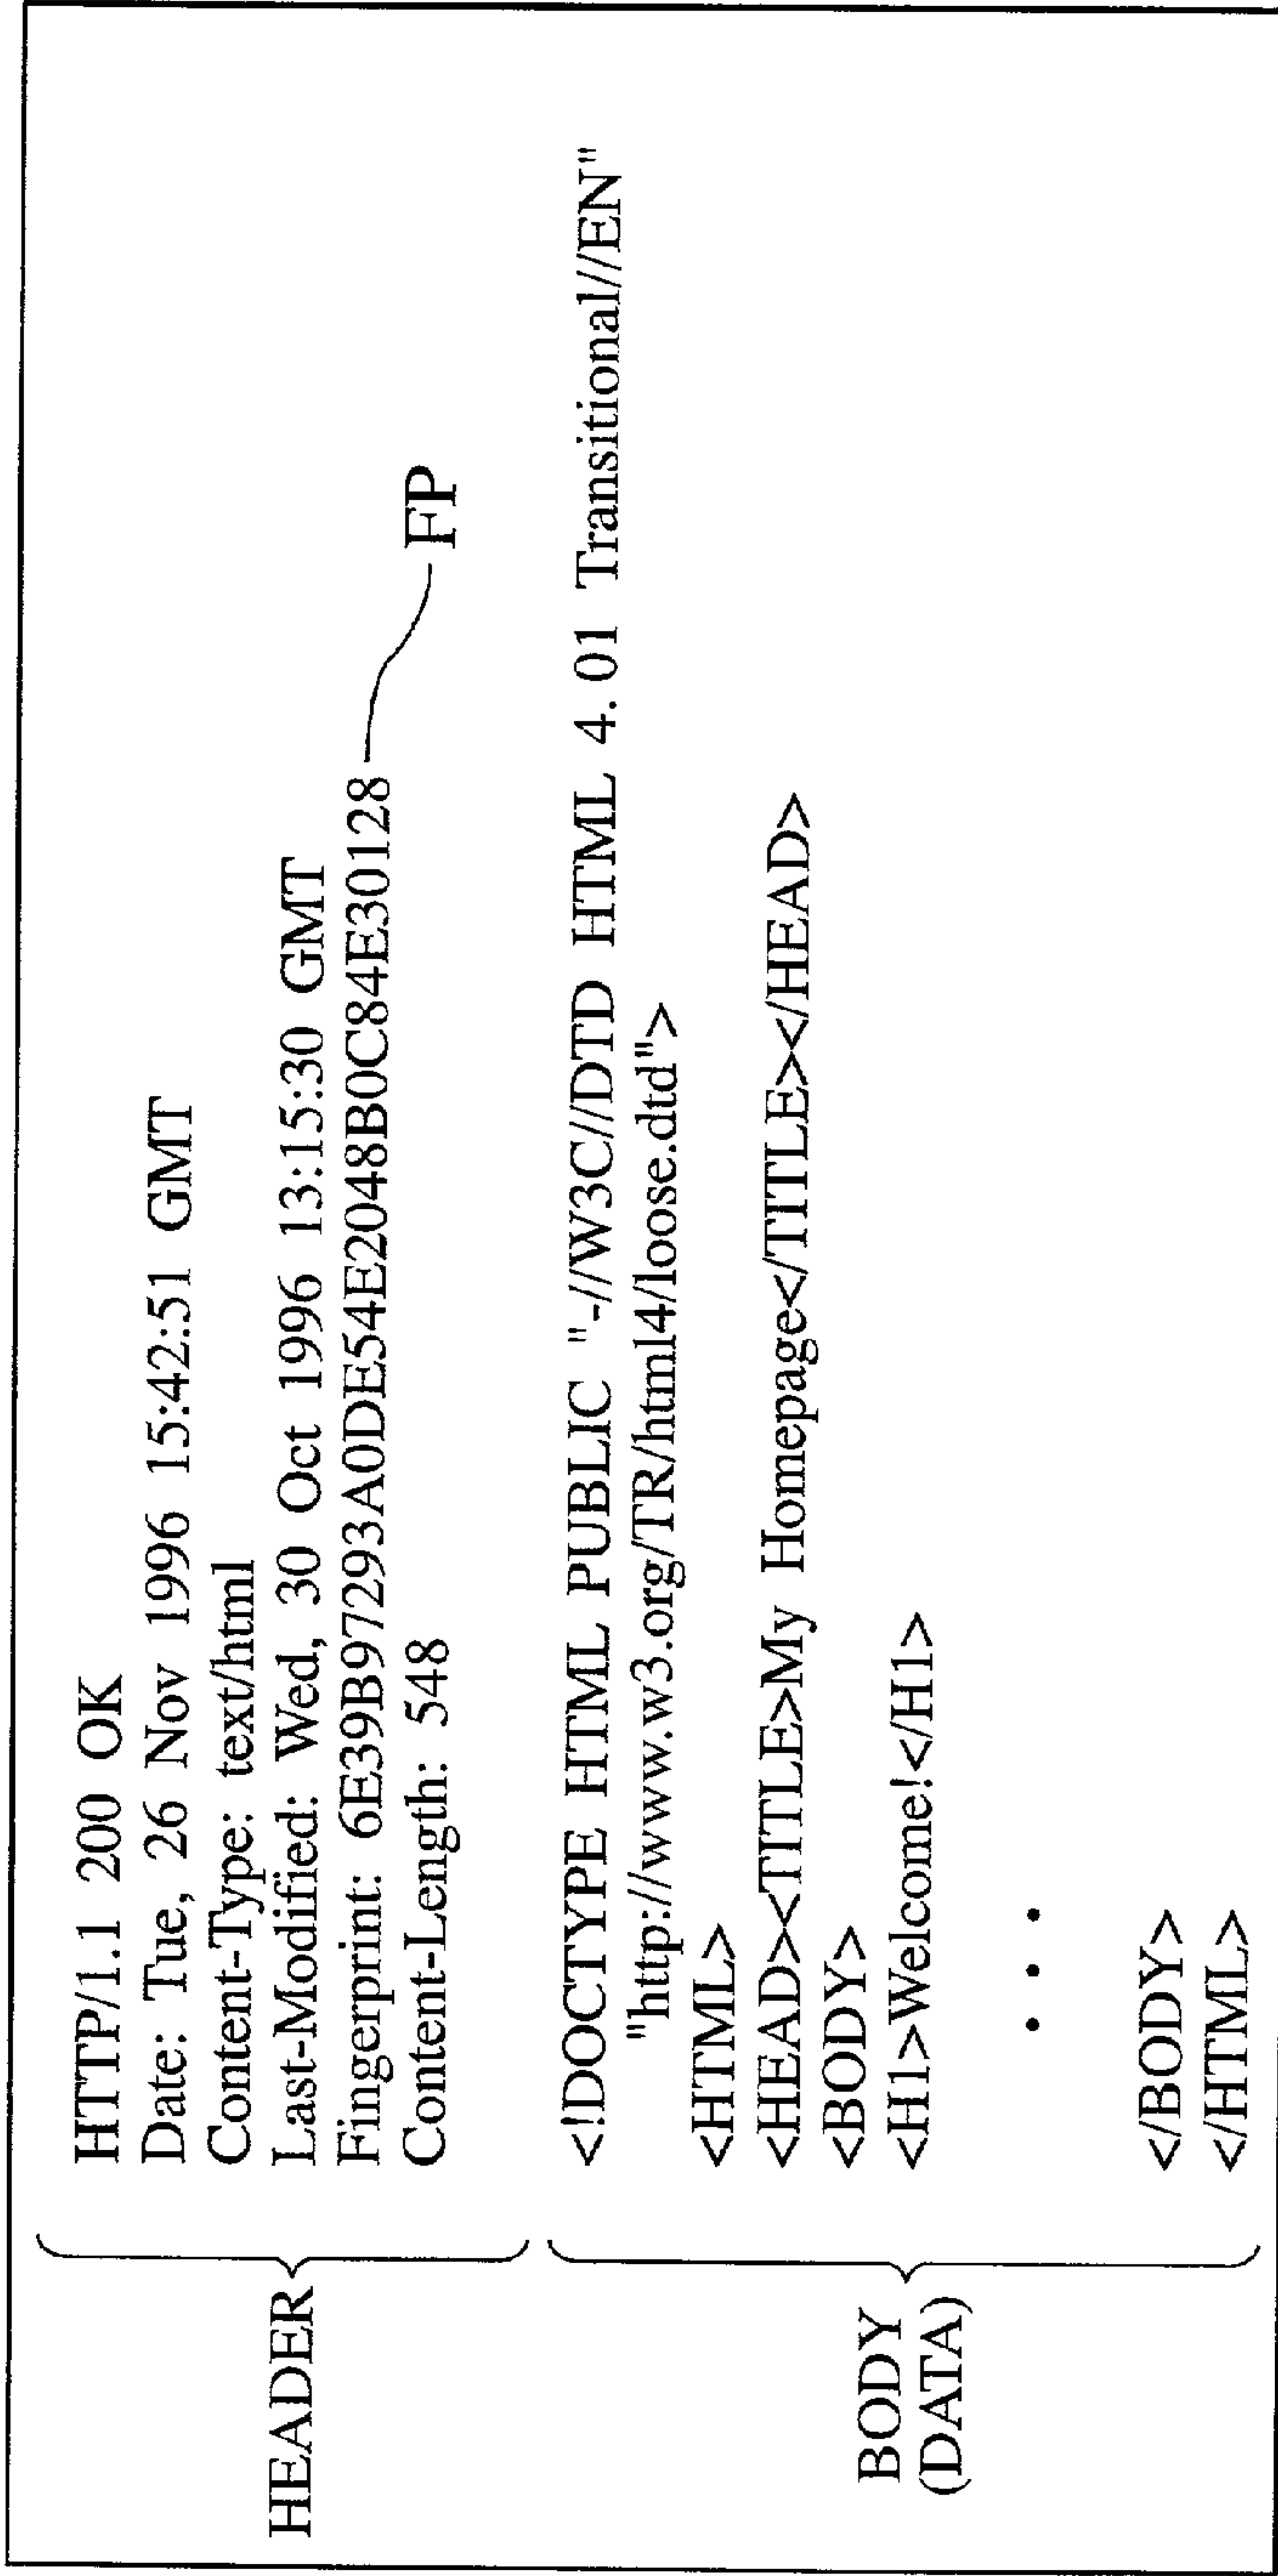 HEADER
HTTP/1.1 200 OK
Date: Tue, 26 Nov 1996 15:42:51 GMT
Content-Type: text/html
Last-Modified: Wed, 30 Oct 1996 13:15:30 GMT
Fingerprint: 6E39B97293A0DE54E2048B0C84E30128
FP
Content-Length: 548
BODY
(DATA)
<!DOCTYPE HTML PUBLIC "-//W3C//DTD HTML 4. 01 Transitional//EN"
"http://www.w3.org/TR/html4/loose.dtd">
<HTML>
<HEAD><TITLE>My Homepage</TITLE></HEAD>
<BODY>
<H1>Welcome!</H1>
• • •
</BODY>
</HTML>